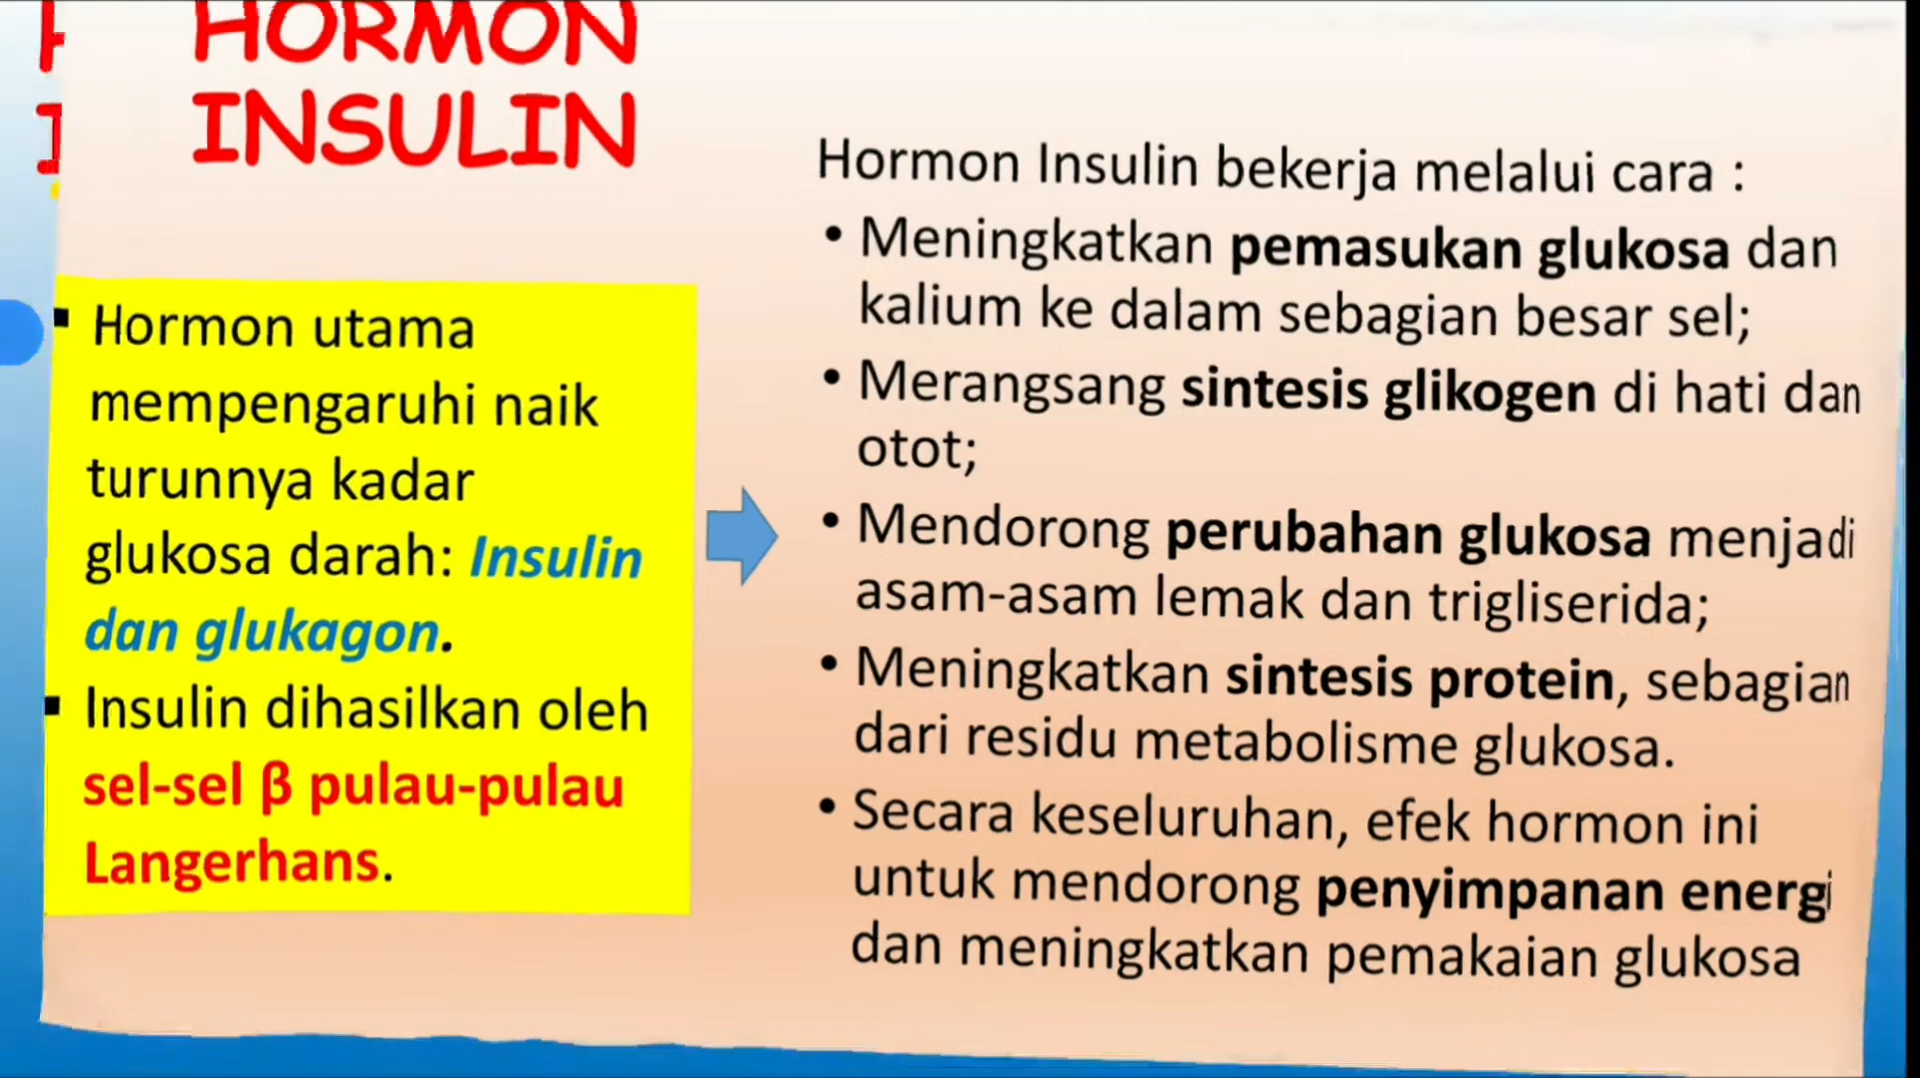 HORMON
INSULIN
▪ Hormon utama
mempengaruhi naik
turunnya kadar
glukosa darah: Insulin
dan glukagon.
▪ Insulin dihasilkan oleh
sel-sel β pulau-pulau
Langerhans.
Hormon Insulin bekerja melalui cara :
• Meningkatkan pemasukan glukosa dan
kalium ke dalam sebagian besar sel;
• Merangsang sintesis glikogen di hati dan
otot;
• Mendorong perubahan glukosa menjadi
asam-asam lemak dan trigliserida;
• Meningkatkan sintesis protein, sebagian
dari residu metabolisme glukosa.
• Secara keseluruhan, efek hormon ini
untuk mendorong penyimpanan energi
dan meningkatkan pemakaian glukosa